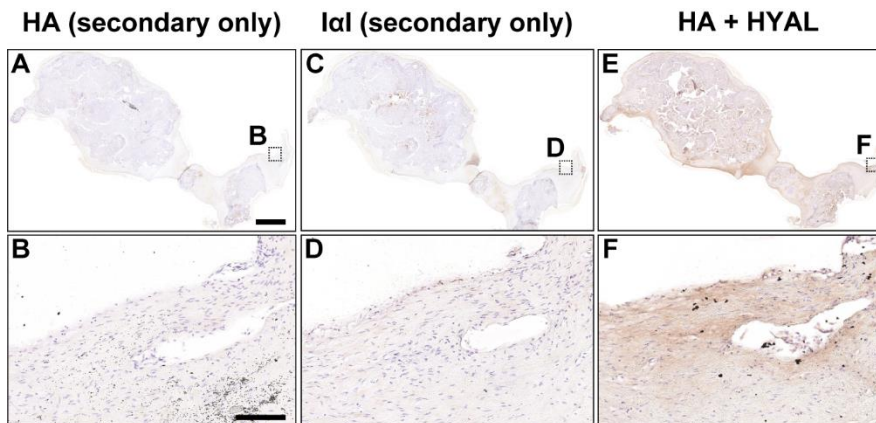 HA (secondary only) IαI (secondary only) HA + HYAL
A C E
B D F
B D F